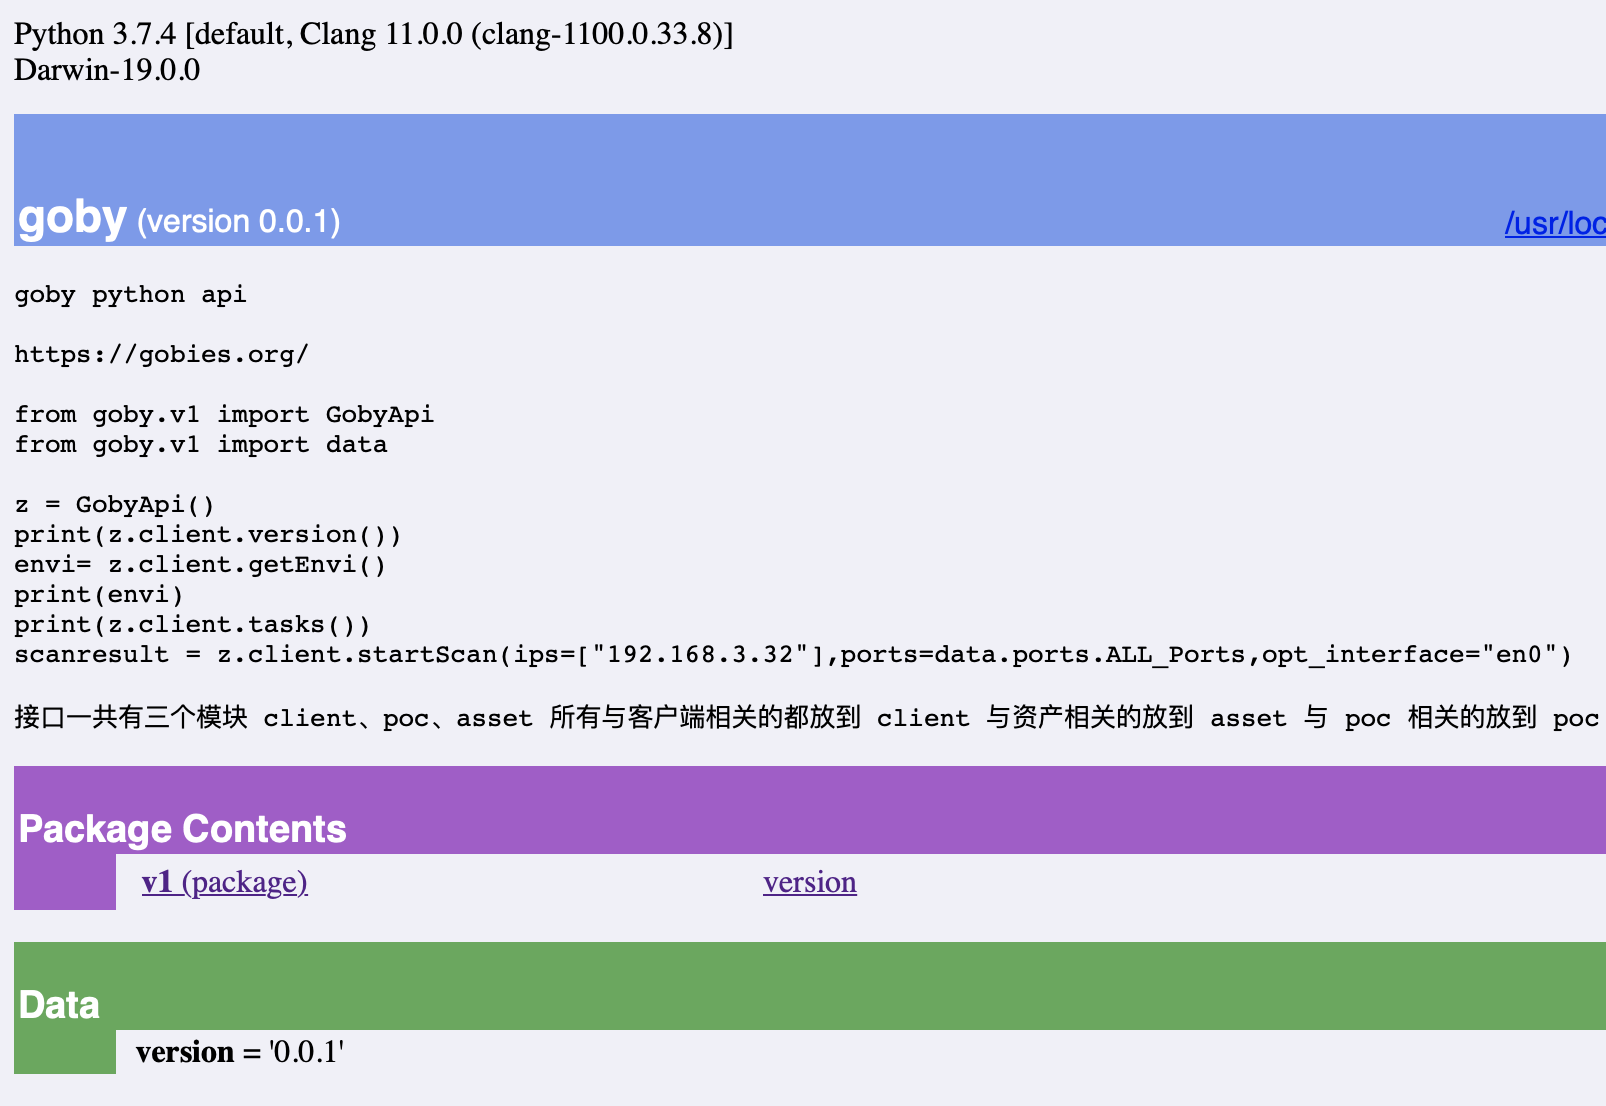 Python 3.7.4 [default, Clang 11.0.0 (clang-1100.0.33.8)]
Darwin-19.0.0
goby (version 0.0.1)
/usr/loc
goby python api
https://gobies.org/
from goby.v1 import GobyApi
from goby.v1 import data
z = GobyApi()
print(z.client.version())
envi= z.client.getEnvi()
print(envi)
print(z.client.tasks())
scanresult = z.client.startScan(ips=["192.168.3.32"],ports=data.ports.ALL_Ports,opt_interface="en0")
接口一共有三个模块 client、poc、asset 所有与客户端相关的都放到 client 与资产相关的放到 asset 与 poc 相关的放到 poc
Package Contents
v1 (package) version
Data
version = '0.0.1'